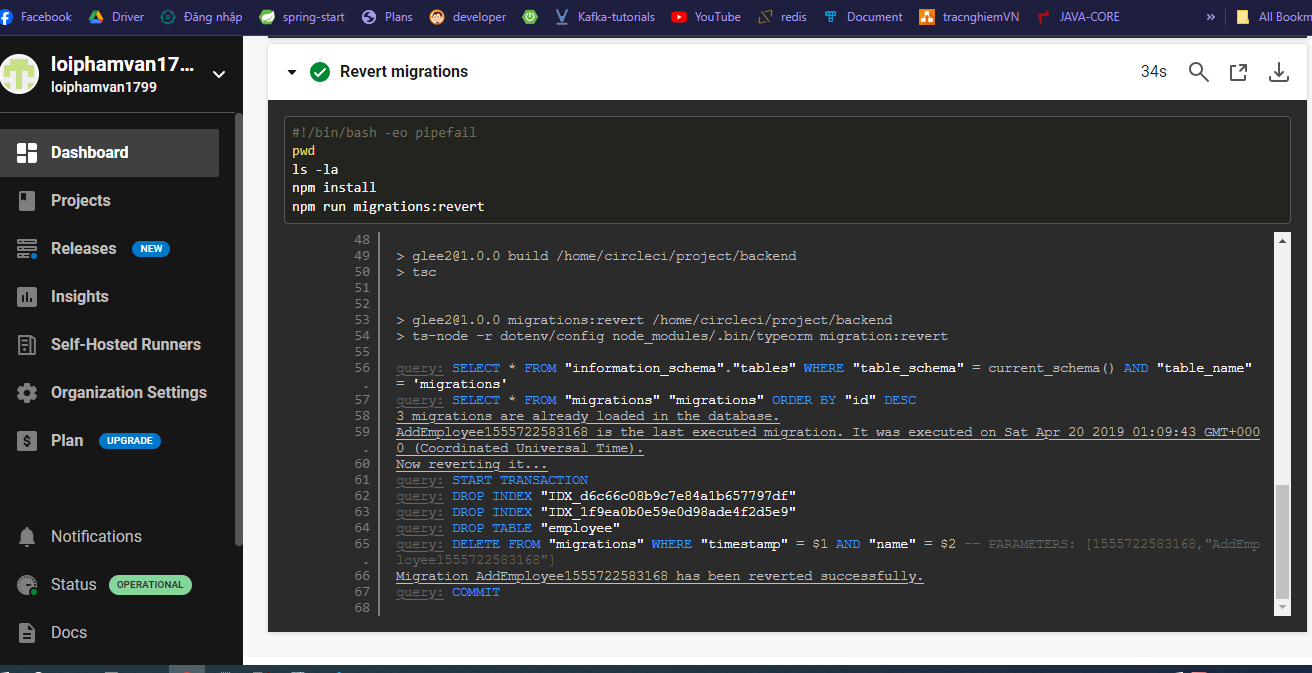 Facebook Driver Đăng nhập spring-start Plans developer Kafka-tutorials YouTube redis Document tracnghiemVN JAVA-CORE » All Bookm
loiphamvan17...
loiphamvan1799
Dashboard
Projects
Releases NEW
Insights
Self-Hosted Runners
Organization Settings
Plan UPGRADE
Notifications
Status OPERATIONAL
Docs
Revert migrations 34s
#!/bin/bash -eo pipefail
pwd
ls -la
npm install
npm run migrations:revert
48
49 > glee2@1.0.0 build /home/circleci/project/backend
50 > tsc
51
52
53 > glee2@1.0.0 migrations:revert /home/circleci/project/backend
54 > ts-node -r dotenv/config node_modules/.bin/typeorm migration:revert
55
56 query: SELECT * FROM "information_schema"."tables" WHERE "table_schema" = current_schema() AND "table_name"
. = 'migrations'
57 query: SELECT * FROM "migrations" "migrations" ORDER BY "id" DESC
58 3 migrations are already loaded in the database.
59 AddEmployee1555722583168 is the last executed migration. It was executed on Sat Apr 20 2019 01:09:43 GMT+000
. 0 (Coordinated Universal Time).
60 Now reverting it...
61 query: START TRANSACTION
62 query: DROP INDEX "IDX_d6c66c08b9c7e84a1b657797df"
63 query: DROP INDEX "IDX_1f9ea0b0e59e0d98ade4f2d5e9"
64 query: DROP TABLE "employee"
65 query: DELETE FROM "migrations" WHERE "timestamp" = $1 AND "name" = $2 -- PARAMETERS: [1555722583168,"AddEmp
. loyee1555722583168"]
66 Migration AddEmployee1555722583168 has been reverted successfully.
67 query: COMMIT
68